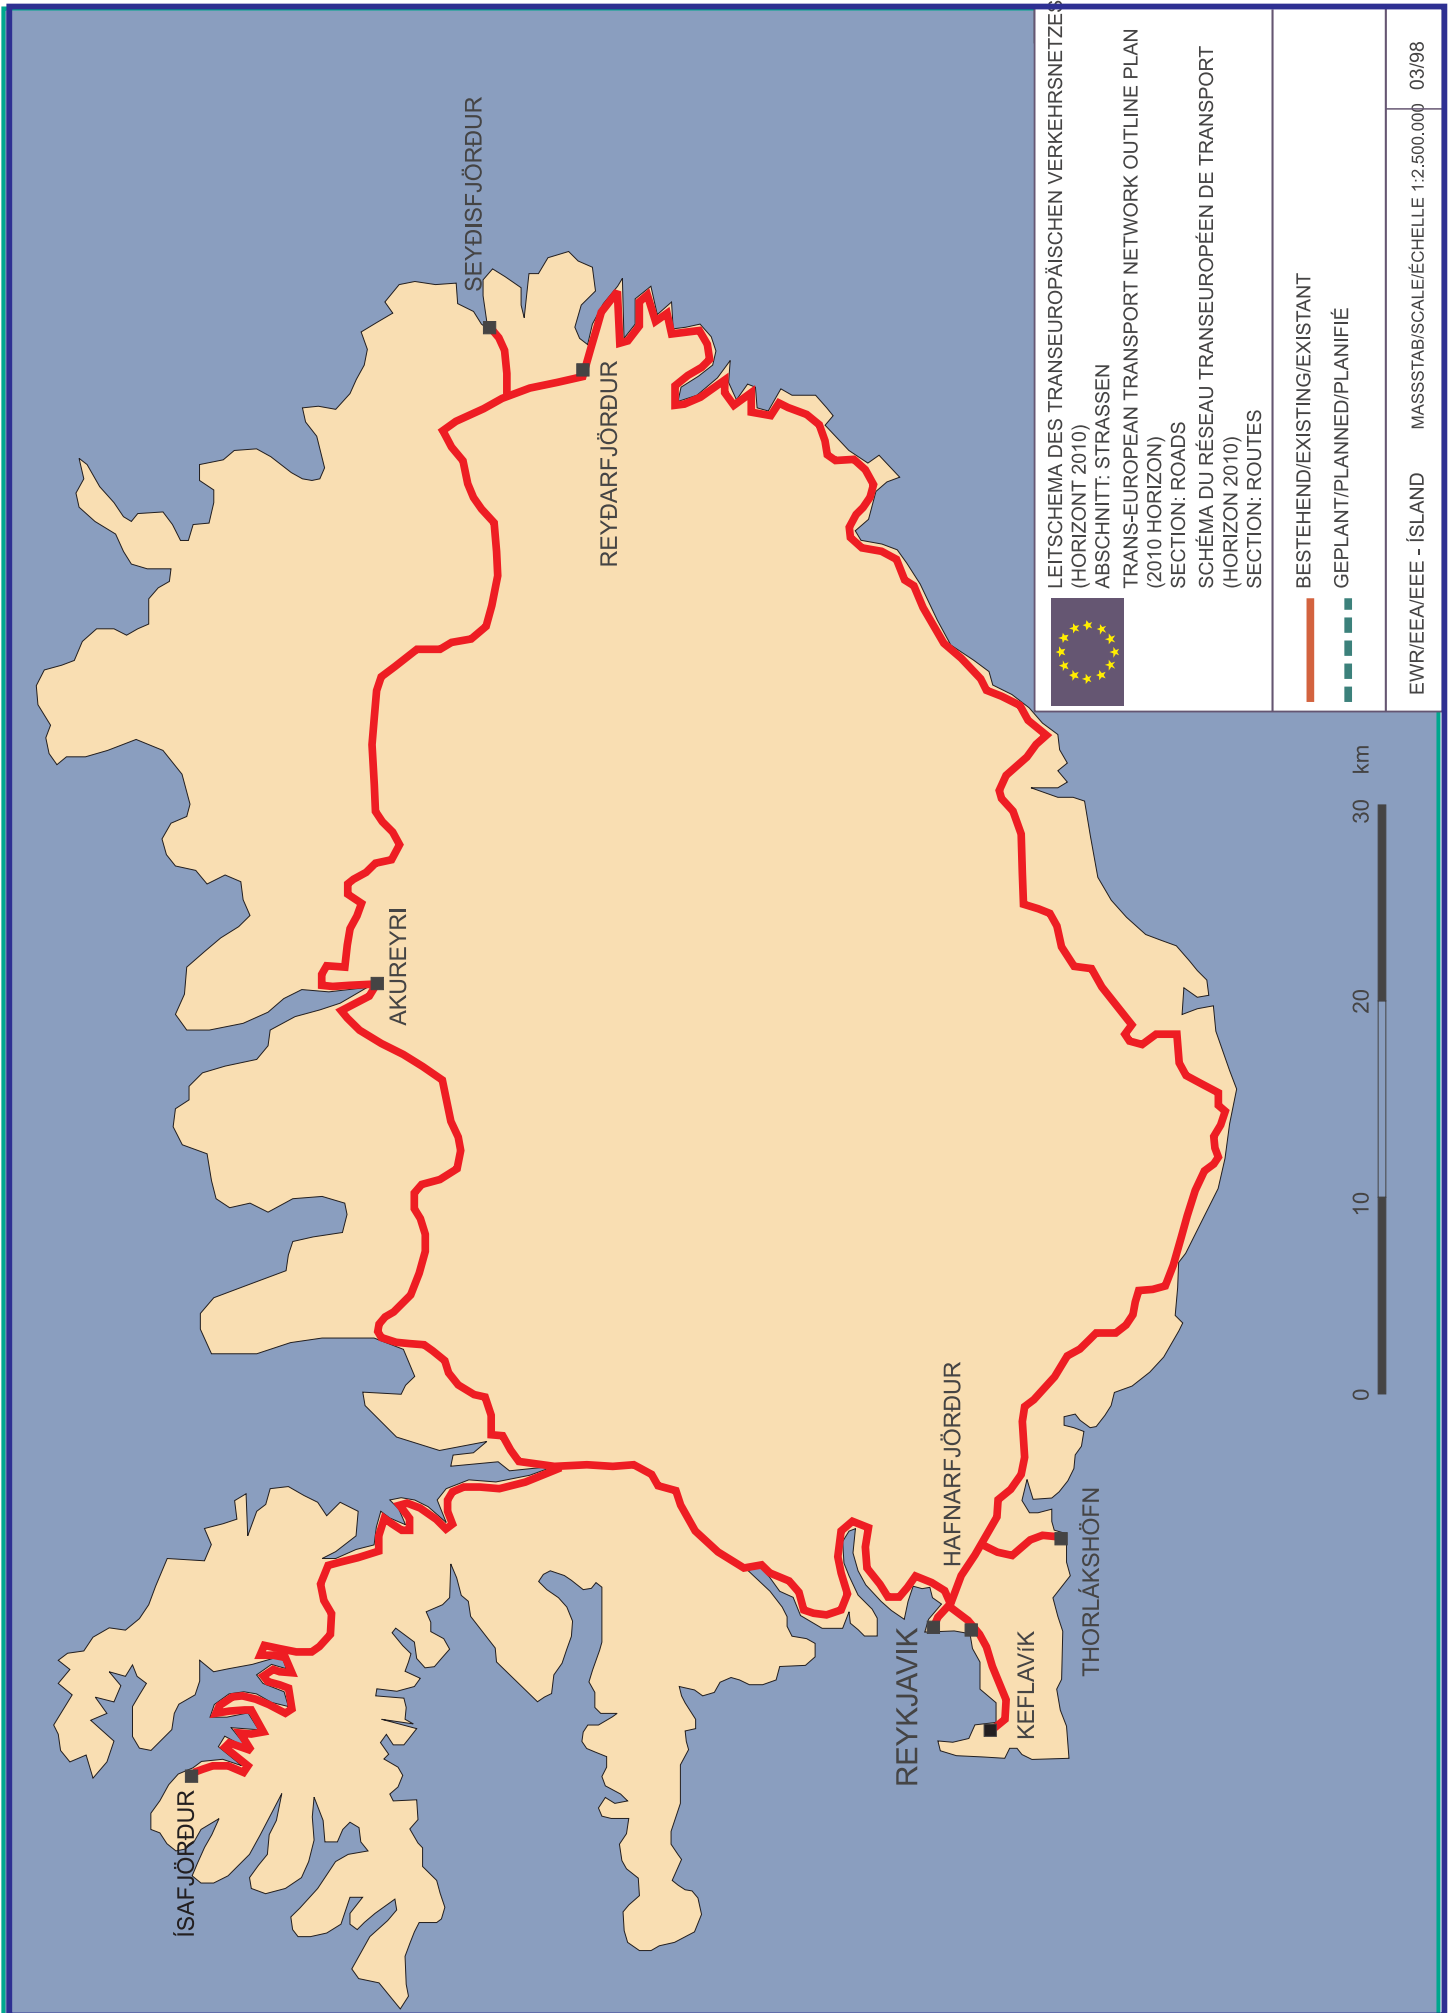 ÍSAFJÖRÐUR
AKUREYRI
SEYÐISFJÖRÐUR
REYÐARFJÖRÐUR
REYKJAVIK
HAFNARFJÖRÐUR
KEFLAVíK
THORLÁKSHÖFN
0 10 20 30 km
LEITSCHEMA DES TRANSEUROPÄISCHEN VERKEHRSNETZES
(HORIZONT 2010)
ABSCHNITT: STRASSEN
TRANS-EUROPEAN TRANSPORT NETWORK OUTLINE PLAN
(2010 HORIZON)
SECTION: ROADS
SCHÉMA DU RÉSEAU TRANSEUROPÉEN DE TRANSPORT
(HORIZON 2010)
SECTION: ROUTES
BESTEHEND/EXISTING/EXISTANT
GEPLANT/PLANNED/PLANIFIÉ
EWR/EEA/EEE - ÍSLAND MASSSTAB/SCALE/ÉCHELLE 1:2.500.000 03/98